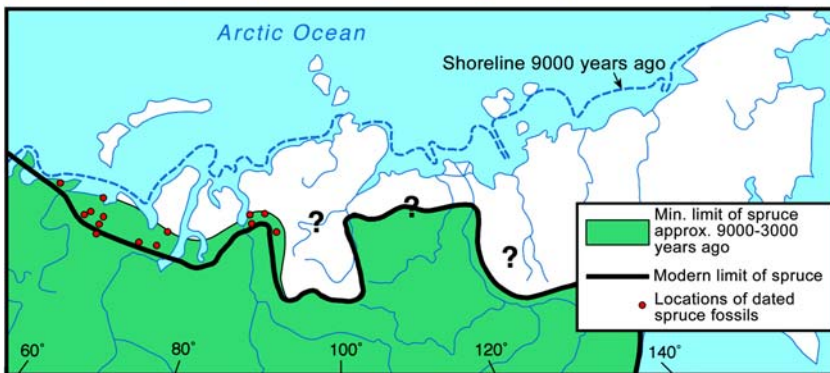 Arctic Ocean
Shoreline 9000 years ago
?
?
?
Min. limit of spruce
approx. 9000-3000
years ago
Modern limit of spruce
Locations of dated
spruce fossils
60°
80°
100°
120°
140°